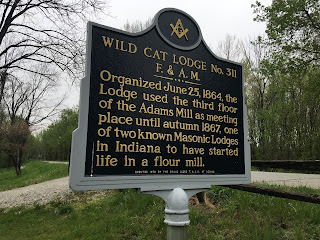 WILD CAT LODGE No. 311
F. & A. M.
Organized June 25, 1864, the
Lodge used the third floor
of the Adams Mill as meeting
place until autumn 1867, one
of two known Masonic Lodges
in Indiana to have started
life in a flour mill.